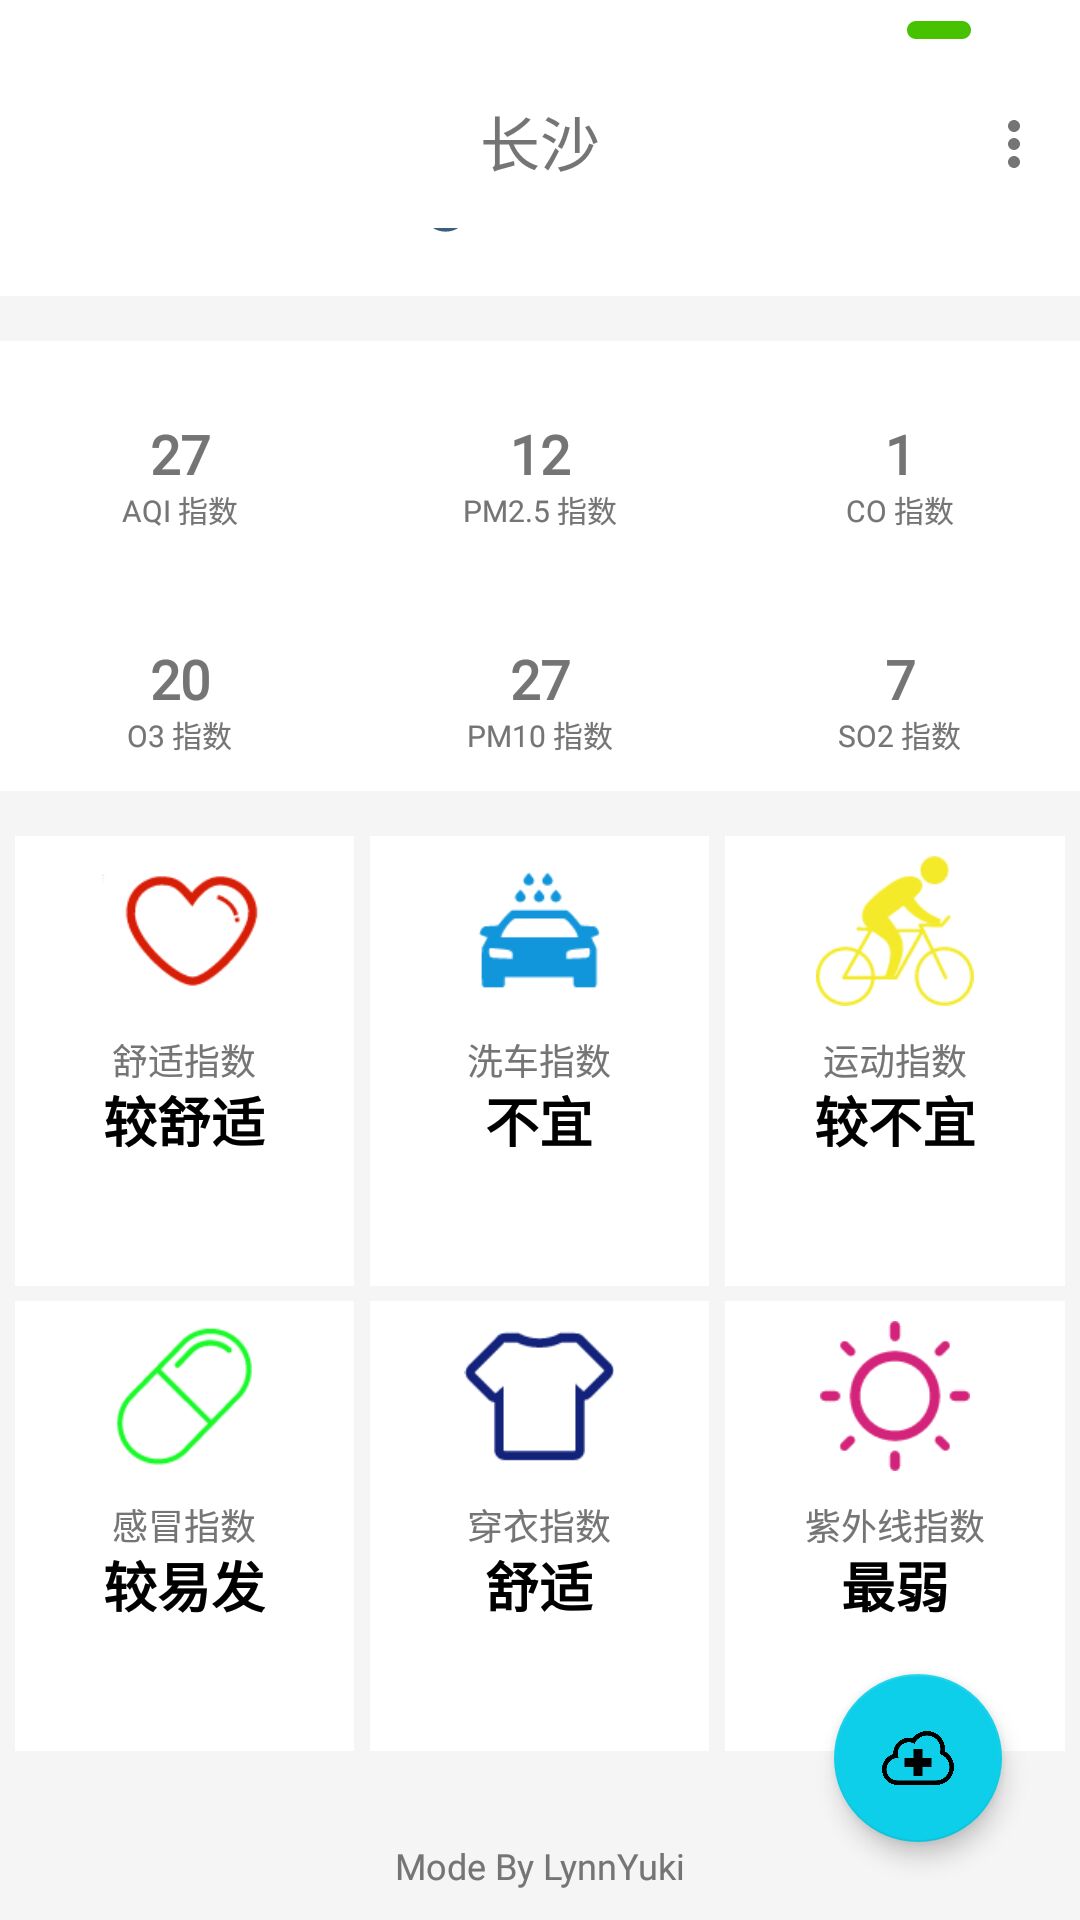 长沙
27 12 1
AQI 指数 PM2.5 指数 CO 指数
20 27 7
O3 指数 PM10 指数 SO2 指数
舒适指数 洗车指数 运动指数
较舒适 不宜 较不宜
感冒指数 穿衣指数 紫外线指数
较易发 舒适 最弱
Mode By LynnYuki